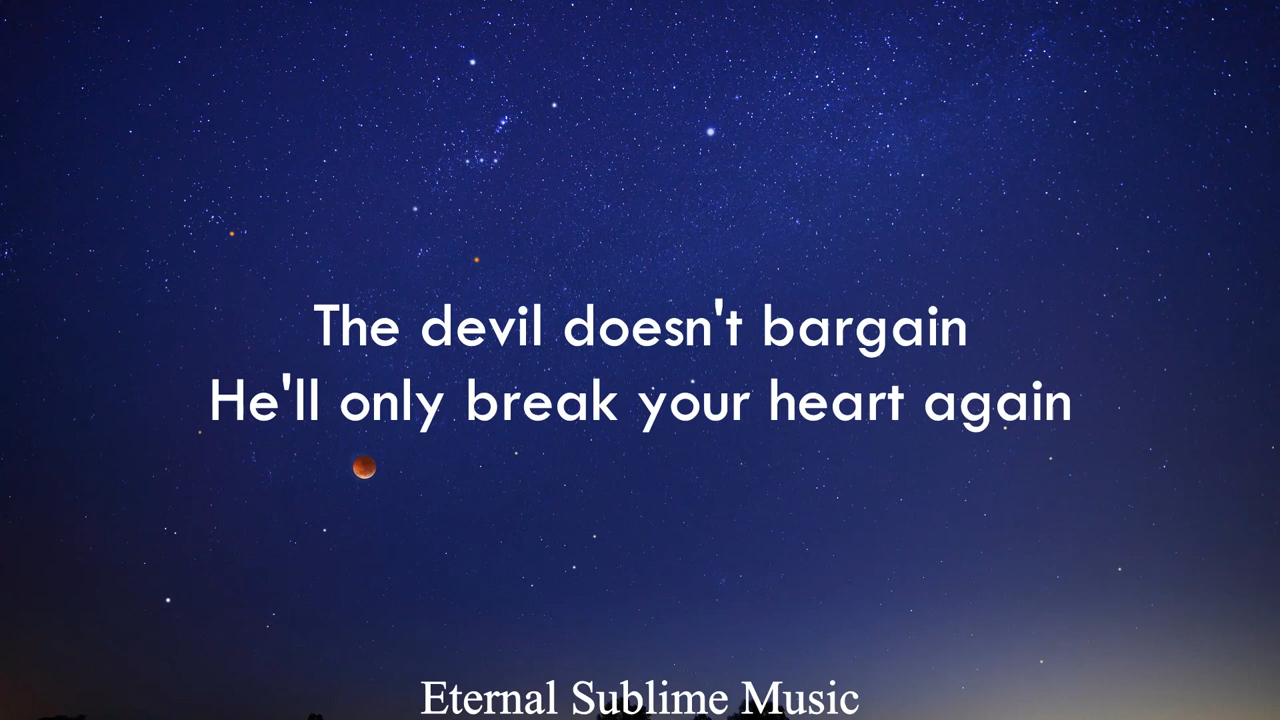 The devil doesn't bargain
He'll only break your heart again
Eternal Sublime Music